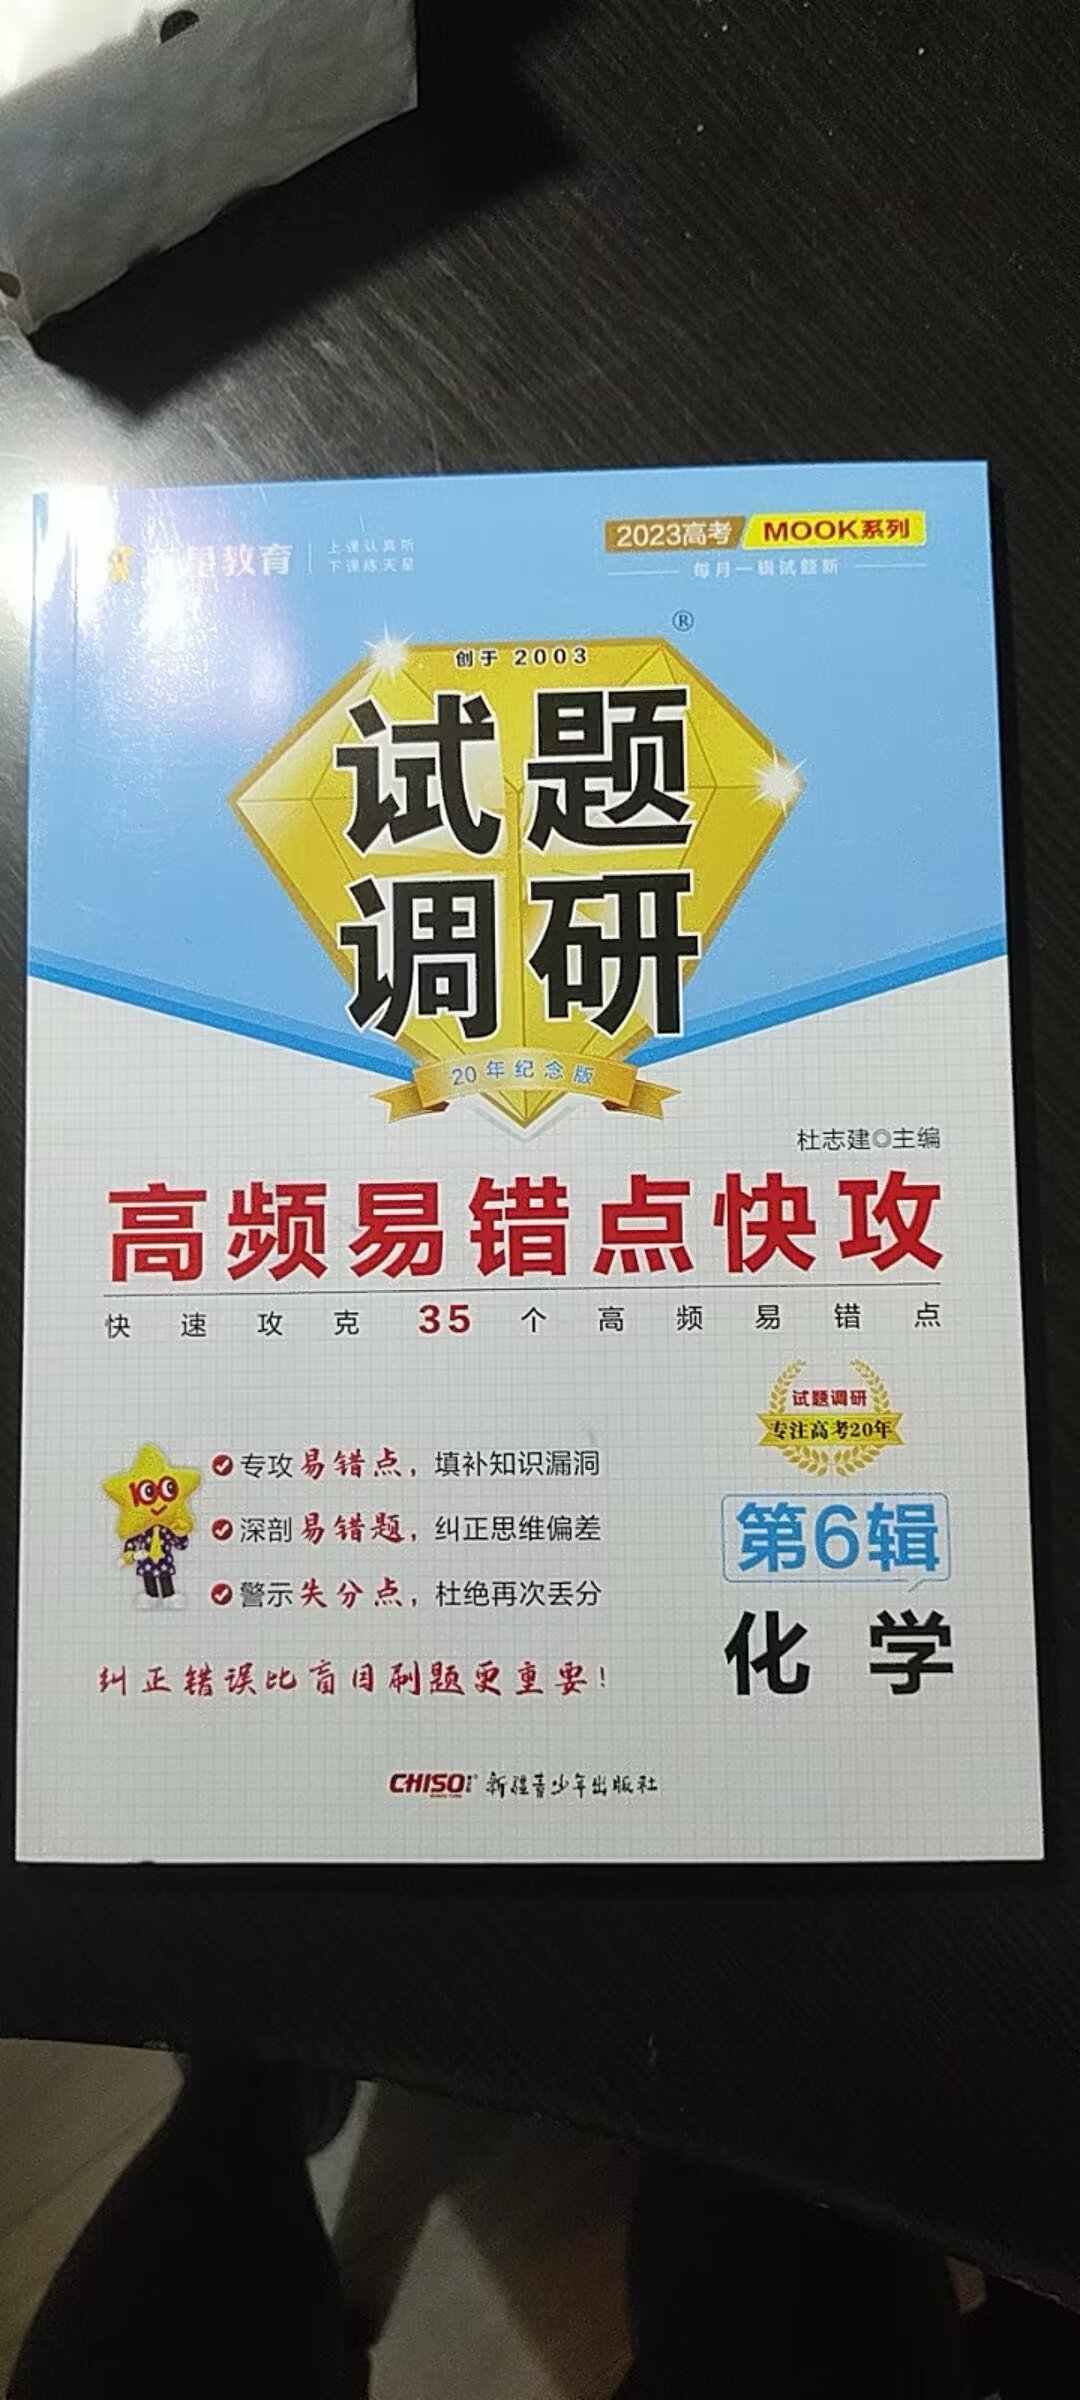 星教育
上课认真听
下课练天星
2023高考 MOOK系列
每月一辑试题新
®
创于 2003
试题
调研
20年纪念版
杜志建◎主编
高频易错点快攻
快速攻克35个高频易错点
试题调研
专注高考20年
100
专攻易错点，填补知识漏洞
深剖易错题，纠正思维偏差
警示失分点，杜绝再次丢分
第6辑
化学
纠正错误比盲目刷题更重要！
CHISO 新疆青少年出版社